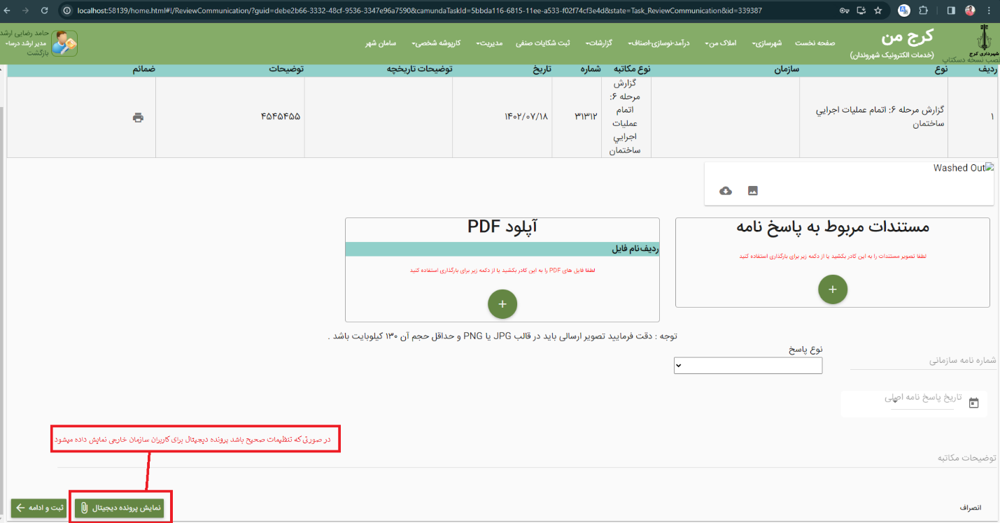 localhost:58139/home.html#!/ReviewCommunication/?guid=debe2b66-3332-48cf-9536-3347e96a7590&camundaTaskId=5bbda116-6815-11ee-a533-f02f74cf3e4d&state=Task_ReviewCommunication&id=339387
شهرداری کرج
نصب نسخه دسکتاپ
کرج من
(خدمات الکترونیک شهروندان)
صفحه نخست شهرسازی املاک من درآمد-نوسازی-اصناف گزارشات ثبت شکایات صنفی مدیریت کارپوشه شخصی سامان شهر
حامد رضایی ارشد
مدیر ارشد درسا
بازگشت
ردیف نوع سازمان نوع مکاتبه شماره تاریخ توضیحات تاریخچه توضیحات ضمائم
۱ گزارش مرحله ۶: اتمام عمليات اجرايي ساختمان گزارش مرحله ۶: اتمام عمليات اجرايي ساختمان ۳۱۳۱۲ ۱۴۰۲/۰۷/۱۸ ۴۵۴۵۴۵۵
Washed Out
مستندات مربوط به پاسخ نامه
لطفا تصویر مستندات را به این کادر بکشید یا از دکمه زیر برای بارگذاری استفاده کنید
+
آپلود PDF
ردیف نام فایل
لطفا فایل های PDF را به این کادر بکشید یا از دکمه زیر برای بارگذاری استفاده کنید
+
توجه : دقت فرمایید تصویر ارسالی باید در قالب JPG یا PNG و حداقل حجم آن ۱۳۰ کیلوبایت باشد .
نوع پاسخ
شماره نامه سازمانی
تاریخ پاسخ نامه اصلی
در صورتی که تنظیمات صحیح باشد پرونده دیجیتال برای کاربران سازمان خارجی نمایش داده میشود
توضیحات مکاتبه
انصراف
نمایش پرونده دیجیتال
ثبت و ادامه